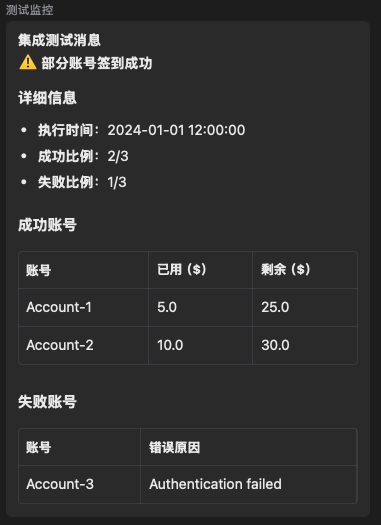 测试监控
集成测试消息
⚠️ 部分账号签到成功
详细信息
• 执行时间：2024-01-01 12:00:00
• 成功比例：2/3
• 失败比例：1/3
成功账号
账号 已用（$） 剩余（$）
Account-1 5.0 25.0
Account-2 10.0 30.0
失败账号
账号 错误原因
Account-3 Authentication failed